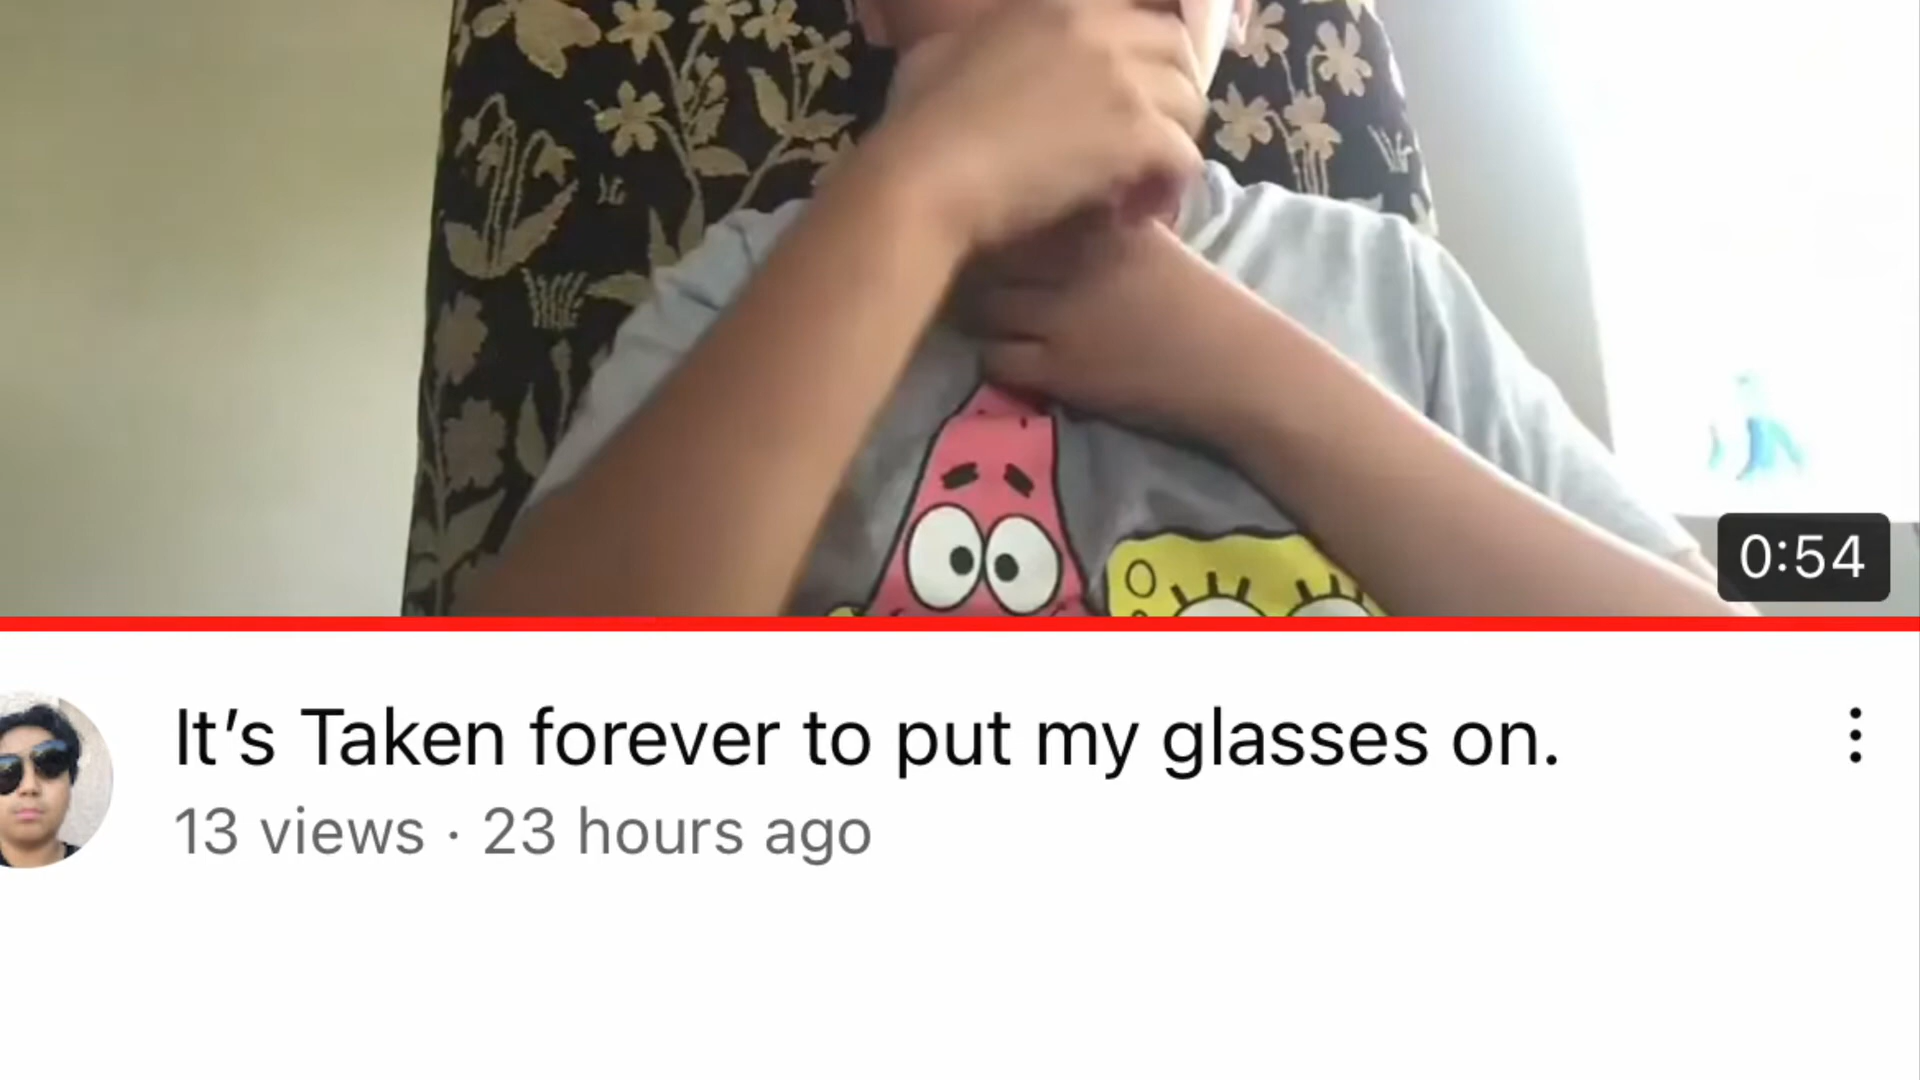 0:54
It’s Taken forever to put my glasses on.
13 views · 23 hours ago